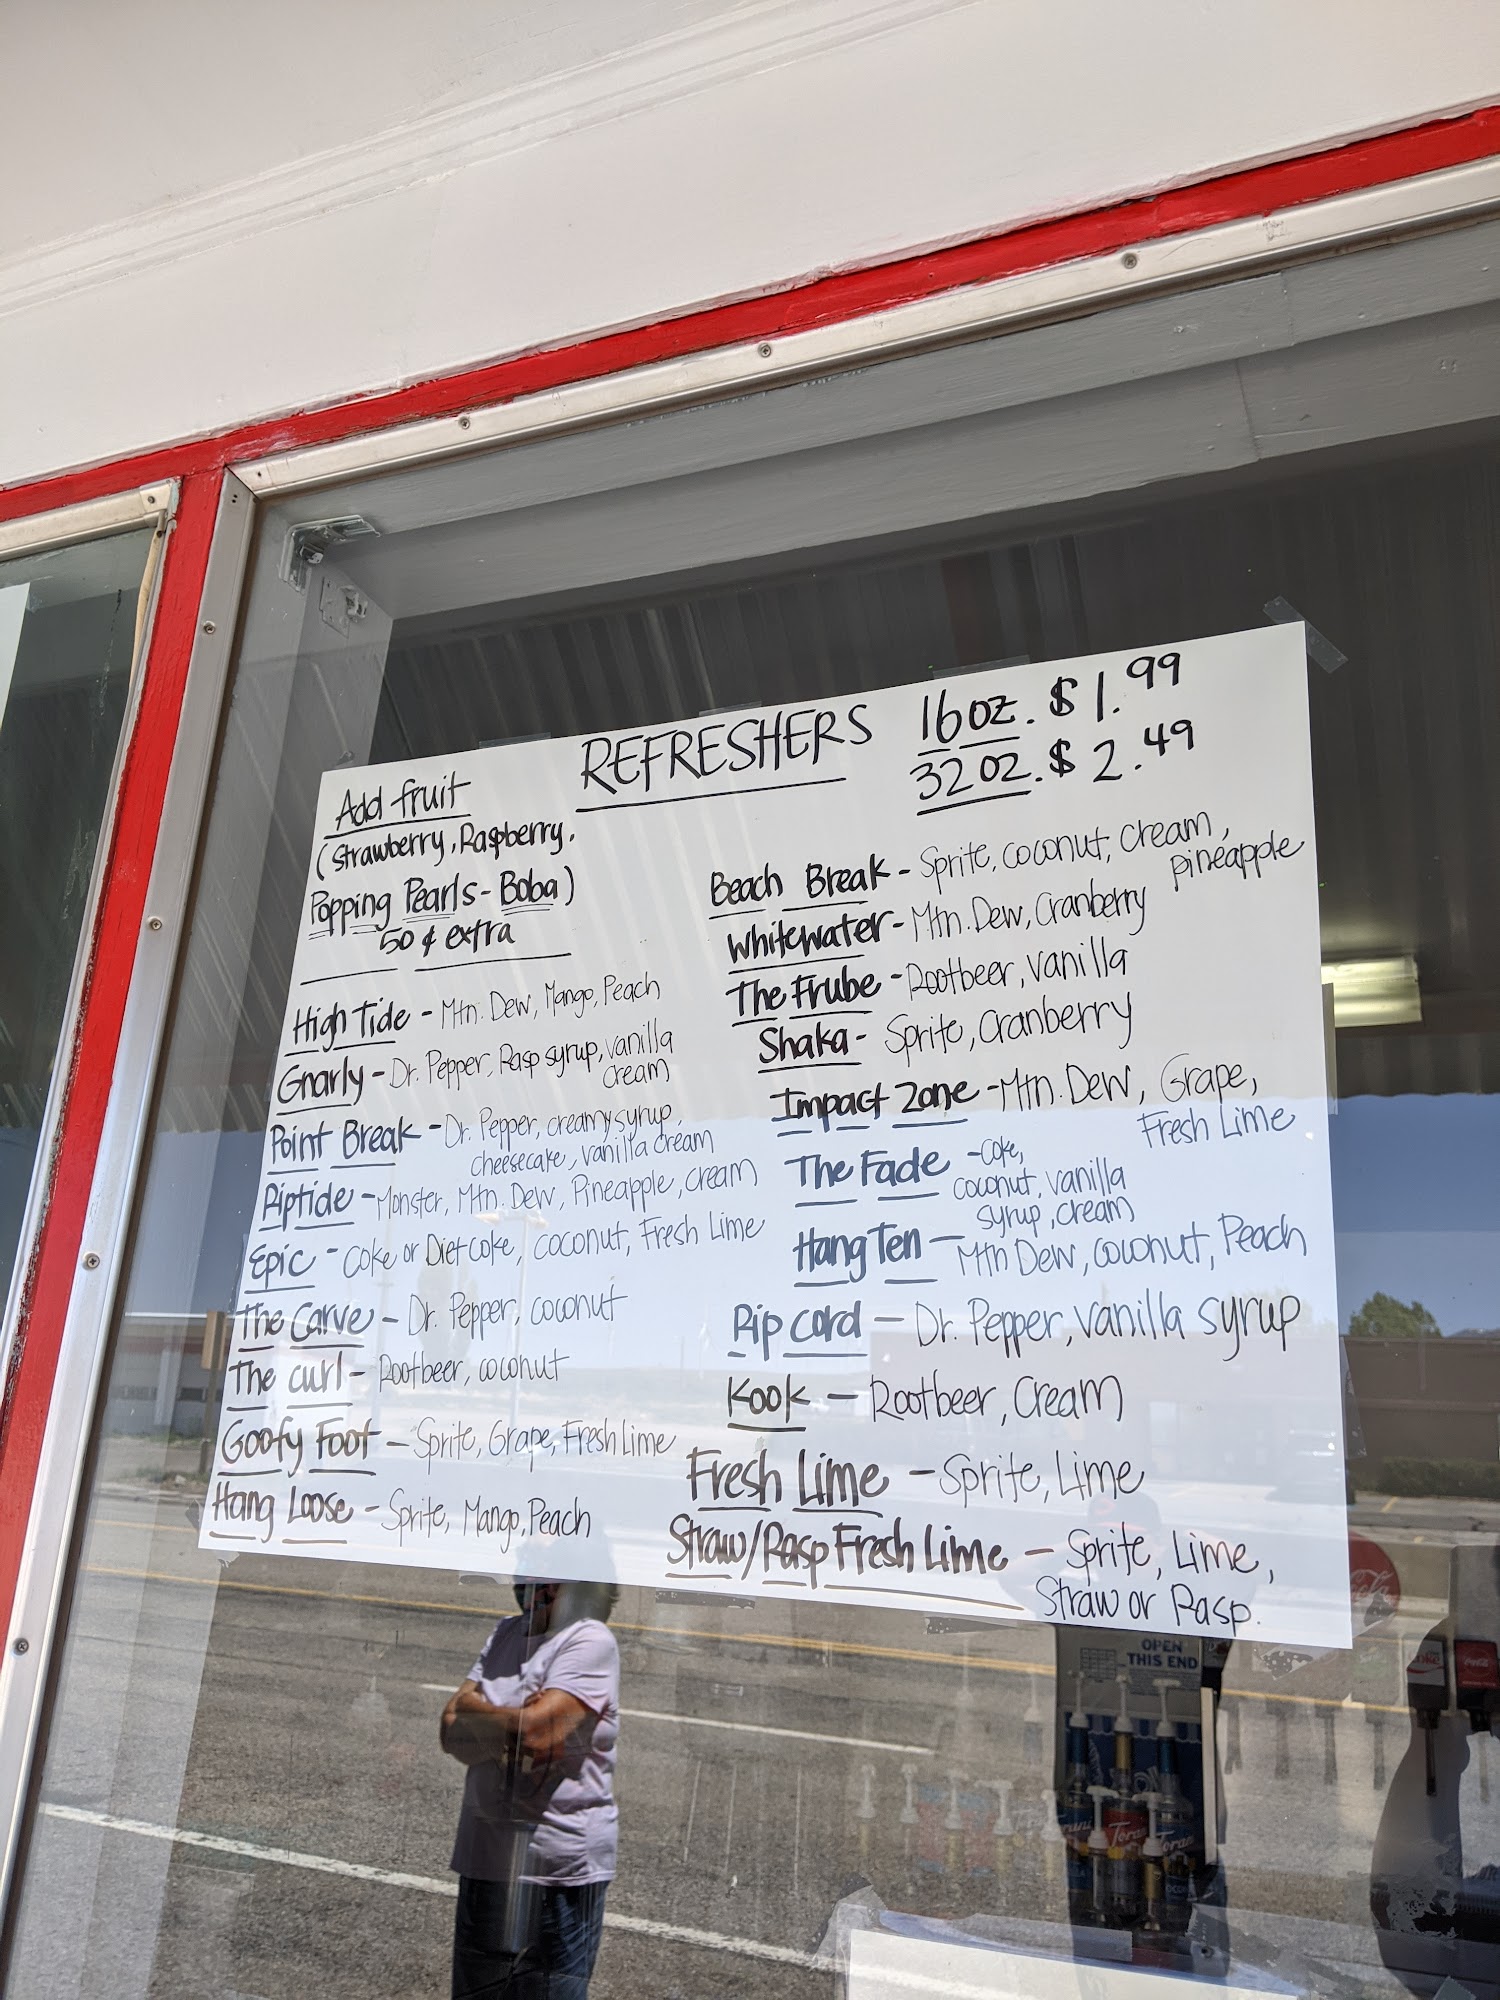 REFRESHERS
16oz. $1.99
32oz. $2.49
Add fruit
(Strawberry, Raspberry,
Popping Pearls - Boba)
50¢ extra
High Tide - Mtn. Dew, Mango, Peach
Gnarly - Dr. Pepper, Rasp syrup, vanilla
cream
Point Break - Dr. Pepper, creamy syrup,
cheesecake, vanilla cream
Riptide - Monster, Mtn. Dew, Pineapple, cream
Epic - Coke or Diet Coke, coconut, Fresh Lime
The Carve - Dr. Pepper, coconut
The Curl - Rootbeer, coconut
Goofy Foot - Sprite, Grape, Fresh Lime
Hang Loose - Sprite, Mango, Peach
Beach Break - Sprite, coconut, cream,
pineapple
Whitewater - Mtn. Dew, Cranberry
The Frube - Rootbeer, vanilla
Shaka - Sprite, Cranberry
Impact Zone - Mtn. Dew, Grape,
Fresh Lime
The Fade - Coke,
coconut, vanilla
syrup, cream
Hang Ten - Mtn Dew, coconut, Peach
Rip Cord - Dr. Pepper, vanilla syrup
Kook - Rootbeer, Cream
Fresh Lime - Sprite, Lime
Straw/Rasp Fresh Lime - Sprite, Lime,
Straw or Rasp.
OPEN
THIS END
Torani